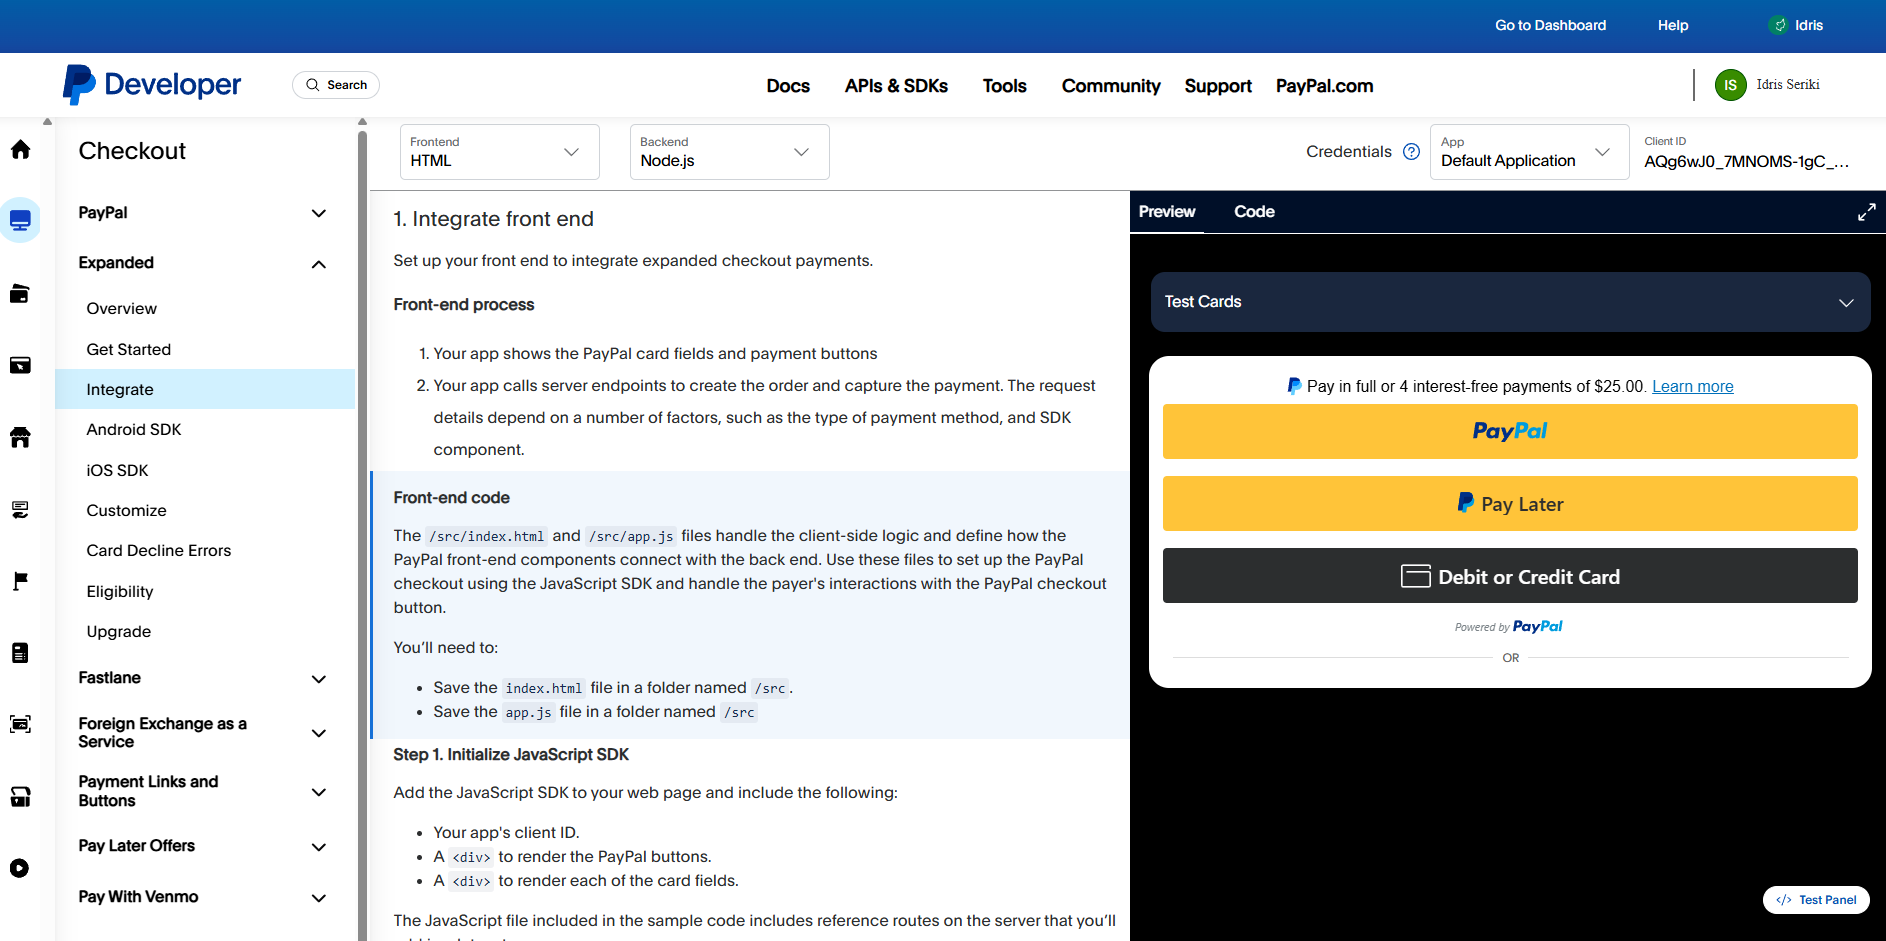 Go to Dashboard
Help
Idris
Developer
Search
Docs
APIs & SDKs
Tools
Community
Support
PayPal.com
IS
Idris Seriki
Checkout
PayPal
Expanded
Overview
Get Started
Integrate
Android SDK
iOS SDK
Customize
Card Decline Errors
Eligibility
Upgrade
Fastlane
Foreign Exchange as a
Service
Payment Links and
Buttons
Pay Later Offers
Pay With Venmo
Frontend
HTML
Backend
Node.js
Credentials
App
Default Application
Client ID
AQg6wJ0_7MNOMS-1gC_...
1. Integrate front end
Set up your front end to integrate expanded checkout payments.
Front-end process
1. Your app shows the PayPal card fields and payment buttons
2. Your app calls server endpoints to create the order and capture the payment. The request
details depend on a number of factors, such as the type of payment method, and SDK
component.
Front-end code
The /src/index.html and /src/app.js files handle the client-side logic and define how the
PayPal front-end components connect with the back end. Use these files to set up the PayPal
checkout using the JavaScript SDK and handle the payer's interactions with the PayPal checkout
button.
You’ll need to:
• Save the index.html file in a folder named /src.
• Save the app.js file in a folder named /src
Step 1. Initialize JavaScript SDK
Add the JavaScript SDK to your web page and include the following:
• Your app's client ID.
• A <div> to render the PayPal buttons.
• A <div> to render each of the card fields.
The JavaScript file included in the sample code includes reference routes on the server that you’ll
Preview
Code
Test Cards
Pay in full or 4 interest-free payments of $25.00. Learn more
PayPal
Pay Later
Debit or Credit Card
Powered by PayPal
OR
</> Test Panel